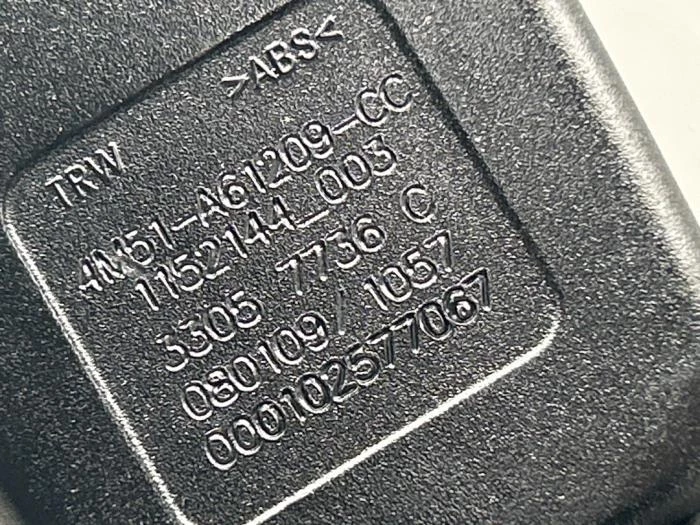 >ABS<
TRW
4M51-A61209-CC
1152144_003
3305 7736 C
080109/1057
000102577067